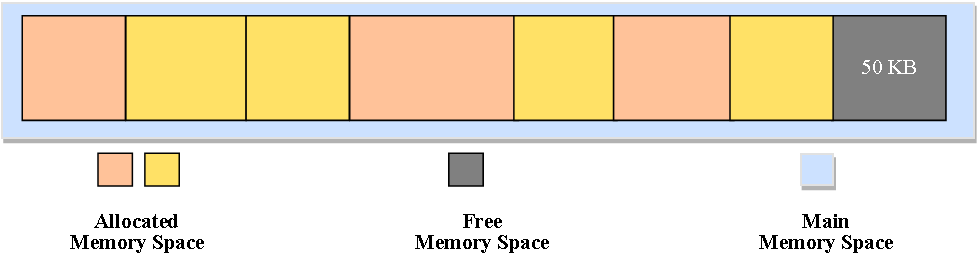 50 KB
Allocated
Memory Space
Free
Memory Space
Main
Memory Space